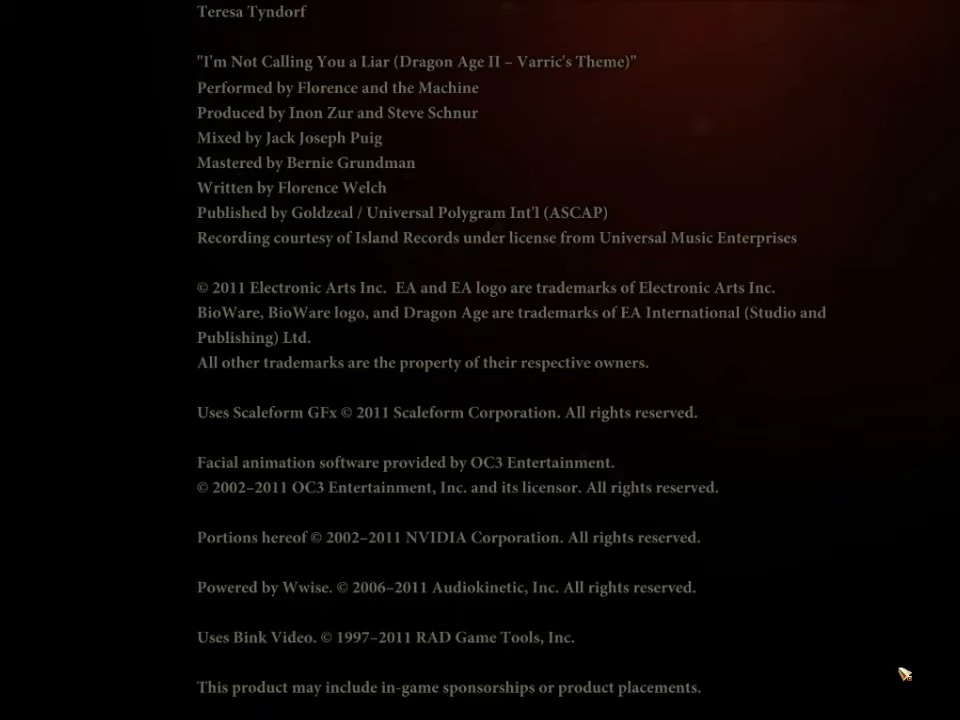 Teresa Tyndorf
"I'm Not Calling You a Liar (Dragon Age II – Varric's Theme)"
Performed by Florence and the Machine
Produced by Inon Zur and Steve Schnur
Mixed by Jack Joseph Puig
Mastered by Bernie Grundman
Written by Florence Welch
Published by Goldzeal / Universal Polygram Int'l (ASCAP)
Recording courtesy of Island Records under license from Universal Music Enterprises
© 2011 Electronic Arts Inc.  EA and EA logo are trademarks of Electronic Arts Inc.
BioWare, BioWare logo, and Dragon Age are trademarks of EA International (Studio and
Publishing) Ltd.
All other trademarks are the property of their respective owners.
Uses Scaleform GFx © 2011 Scaleform Corporation. All rights reserved.
Facial animation software provided by OC3 Entertainment.
© 2002–2011 OC3 Entertainment, Inc. and its licensor. All rights reserved.
Portions hereof © 2002–2011 NVIDIA Corporation. All rights reserved.
Powered by Wwise. © 2006–2011 Audiokinetic, Inc. All rights reserved.
Uses Bink Video. © 1997–2011 RAD Game Tools, Inc.
This product may include in-game sponsorships or product placements.